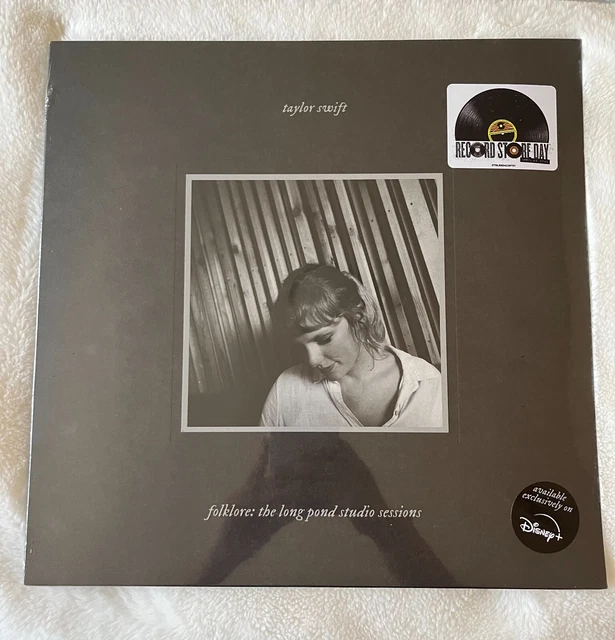 taylor swift
RECORD STORE DAY
folklore: the long pond studio sessions
available
exclusively on
Disney+